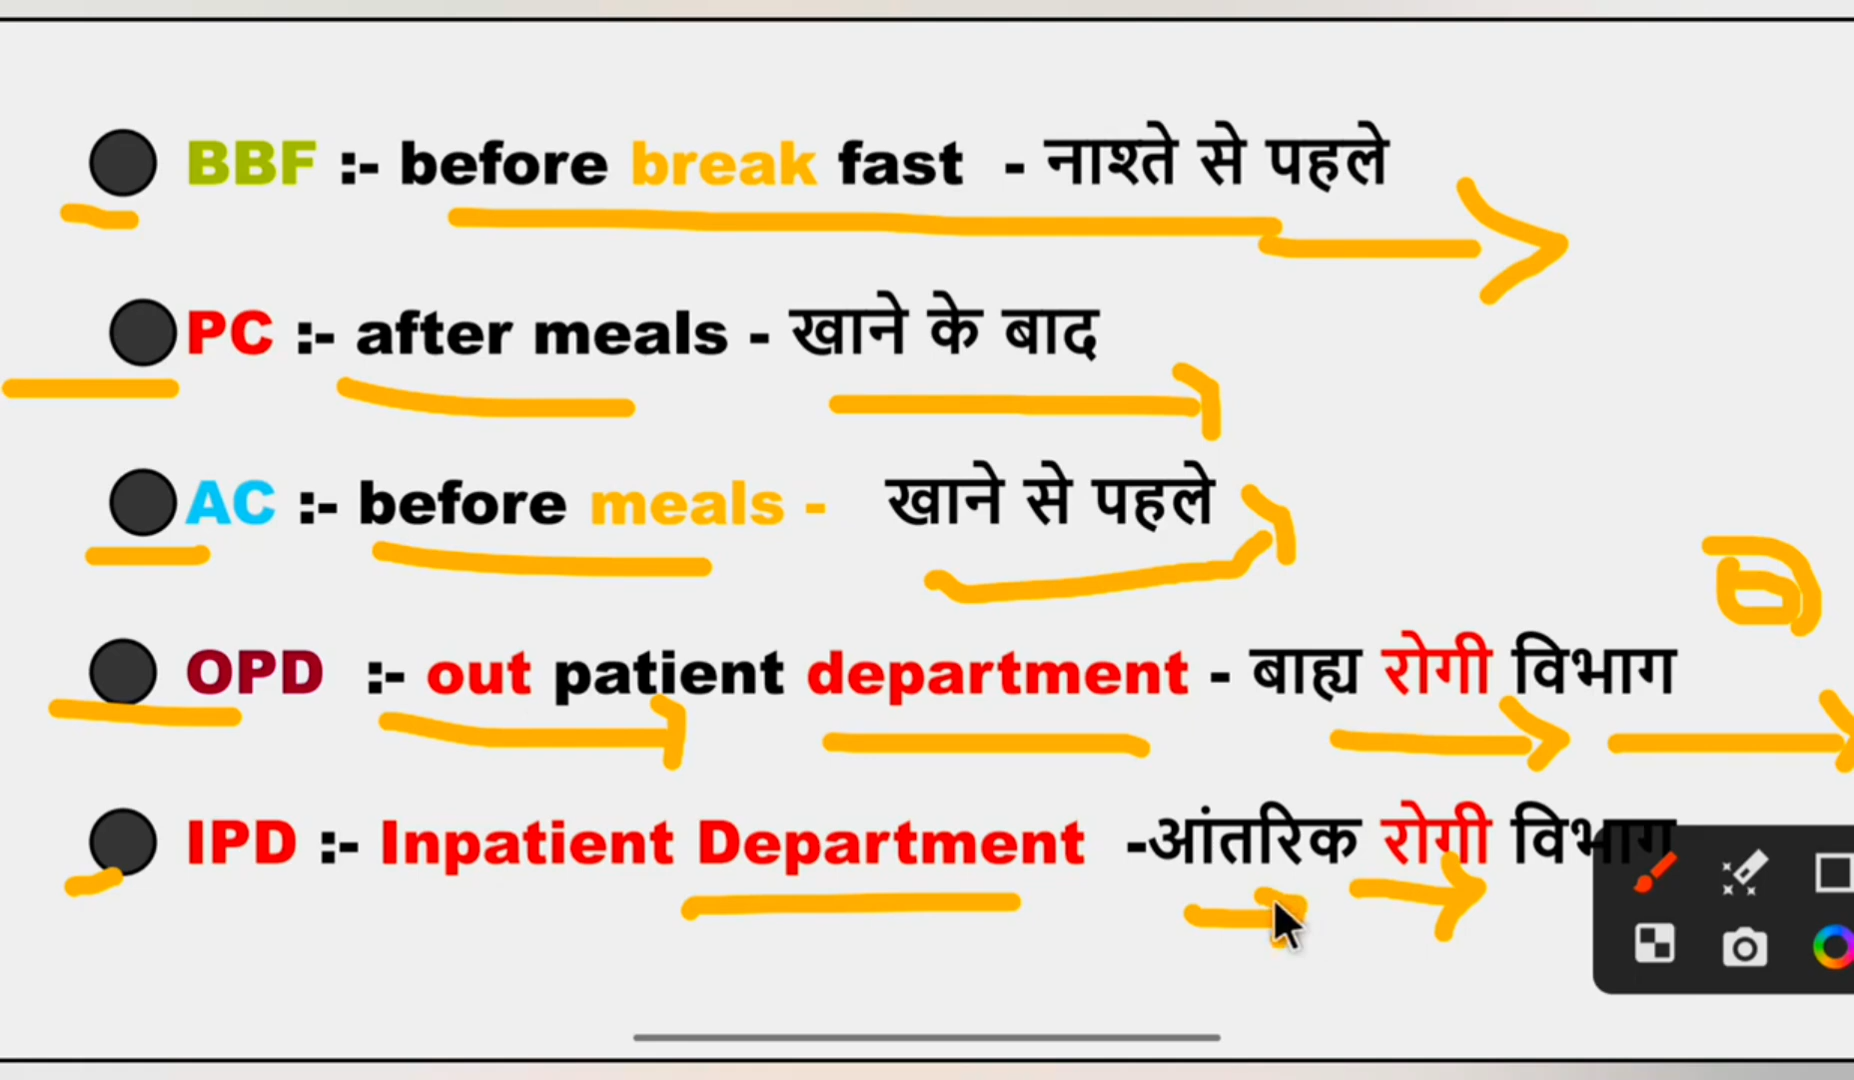 BBF :- before break fast - नाश्ते से पहले
PC :- after meals - खाने के बाद
AC :- before meals - खाने से पहले
OPD :- out patient department - बाह्य रोगी विभाग
IPD :- Inpatient Department -आंतरिक रोगी विभाग